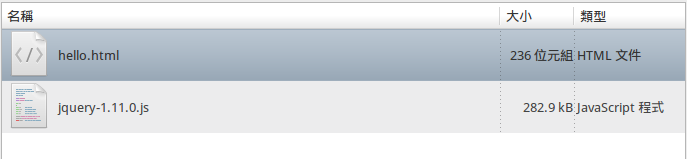 名稱 大小 類型
hello.html 236 位元組 HTML 文件
jquery-1.11.0.js 282.9 kB JavaScript 程式